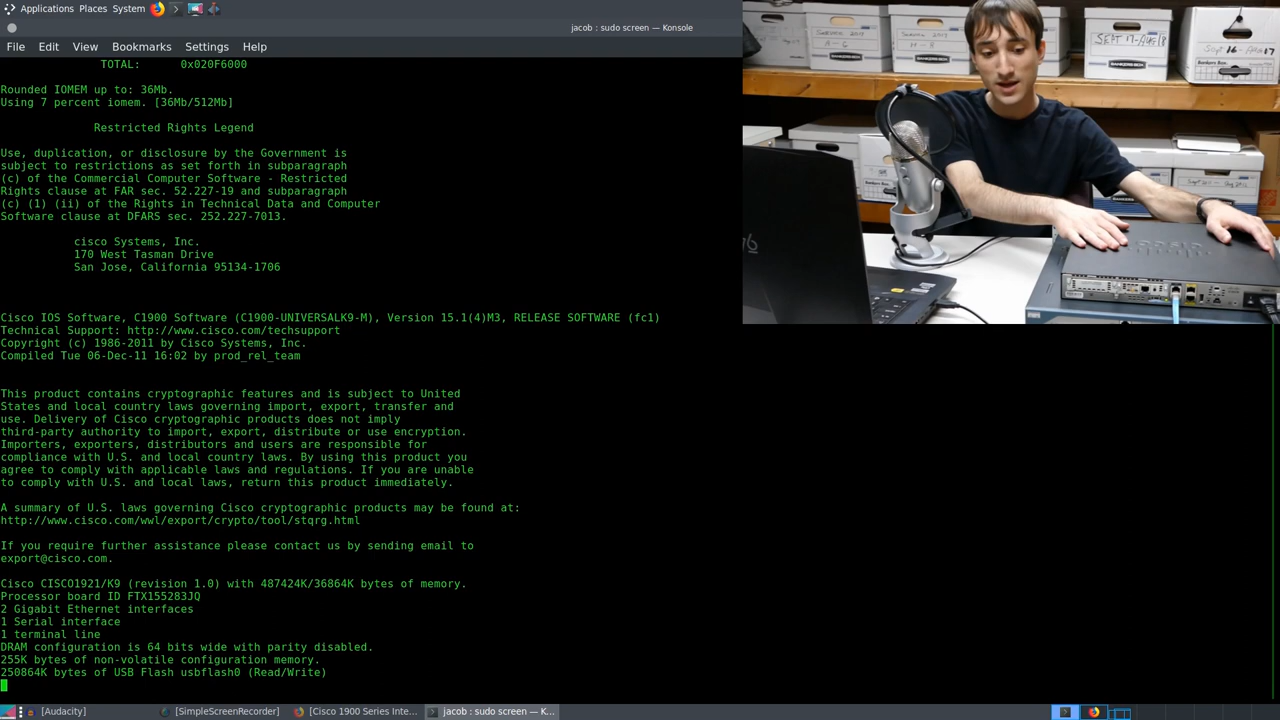 Applications Places System
jacob : sudo screen — Konsole
File Edit View Bookmarks Settings Help
TOTAL: 0x020F6000
Rounded IOMEM up to: 36Mb.
Using 7 percent iomem. [36Mb/512Mb]
Restricted Rights Legend
Use, duplication, or disclosure by the Government is
subject to restrictions as set forth in subparagraph
(c) of the Commercial Computer Software - Restricted
Rights clause at FAR sec. 52.227-19 and subparagraph
(c) (1) (ii) of the Rights in Technical Data and Computer
Software clause at DFARS sec. 252.227-7013.
cisco Systems, Inc.
170 West Tasman Drive
San Jose, California 95134-1706
Cisco IOS Software, C1900 Software (C1900-UNIVERSALK9-M), Version 15.1(4)M3, RELEASE SOFTWARE (fc1)
Technical Support: http://www.cisco.com/techsupport
Copyright (c) 1986-2011 by Cisco Systems, Inc.
Compiled Tue 06-Dec-11 16:02 by prod_rel_team
This product contains cryptographic features and is subject to United
States and local country laws governing import, export, transfer and
use. Delivery of Cisco cryptographic products does not imply
third-party authority to import, export, distribute or use encryption.
Importers, exporters, distributors and users are responsible for
compliance with U.S. and local country laws. By using this product you
agree to comply with applicable laws and regulations. If you are unable
to comply with U.S. and local laws, return this product immediately.
A summary of U.S. laws governing Cisco cryptographic products may be found at:
http://www.cisco.com/wwl/export/crypto/tool/stqrg.html
If you require further assistance please contact us by sending email to
export@cisco.com.
Cisco CISCO1921/K9 (revision 1.0) with 487424K/36864K bytes of memory.
Processor board ID FTX155283JQ
2 Gigabit Ethernet interfaces
1 Serial interface
1 terminal line
DRAM configuration is 64 bits wide with parity disabled.
255K bytes of non-volatile configuration memory.
250864K bytes of USB Flash usbflash0 (Read/Write)
SEPT 17-AUG 18
Sept 16-AUG 17
cisco
[Audacity]
[SimpleScreenRecorder]
[Cisco 1900 Series Inte...
jacob : sudo screen — K...